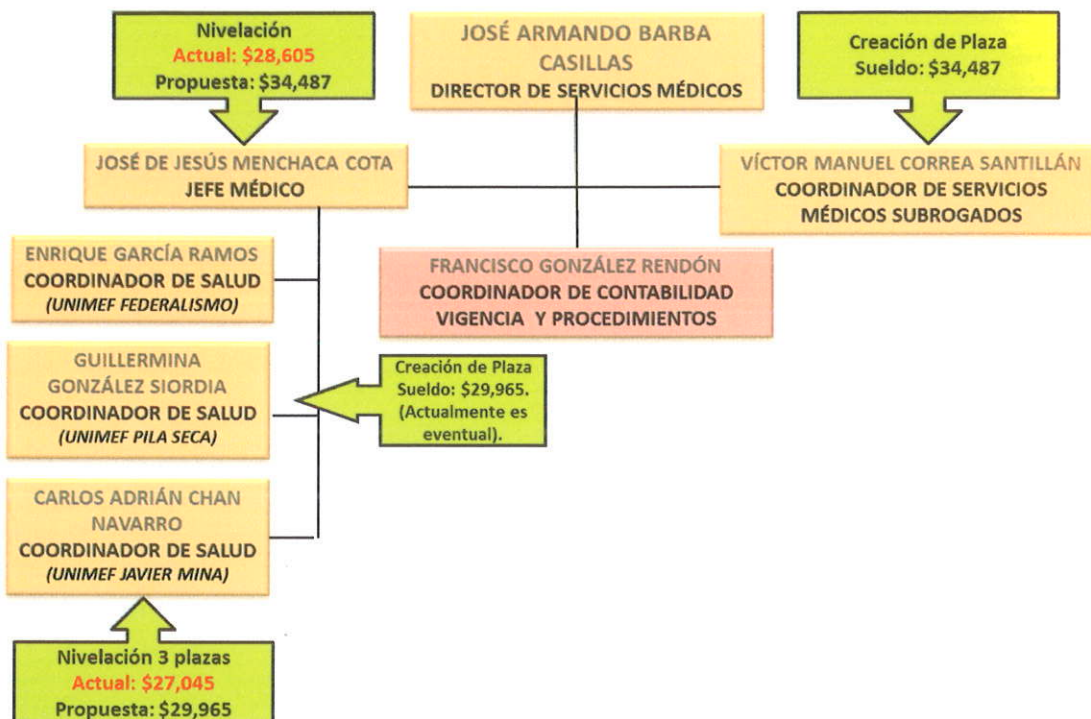 Nivelación
Actual: $28,605
Propuesta: $34,487
JOSÉ ARMANDO BARBA
CASILLAS
DIRECTOR DE SERVICIOS MÉDICOS
Creación de Plaza
Sueldo: $34,487
JOSÉ DE JESÚS MENCHACA COTA
JEFE MÉDICO
VÍCTOR MANUEL CORREA SANTILLÁN
COORDINADOR DE SERVICIOS
MÉDICOS SUBROGADOS
ENRIQUE GARCÍA RAMOS
COORDINADOR DE SALUD
(UNIMEF FEDERALISMO)
FRANCISCO GONZÁLEZ RENDÓN
COORDINADOR DE CONTABILIDAD
VIGENCIA Y PROCEDIMIENTOS
GUILLERMINA
GONZÁLEZ SIORDIA
COORDINADOR DE SALUD
(UNIMEF PILA SECA)
Creación de Plaza
Sueldo: $29,965.
(Actualmente es
eventual).
CARLOS ADRIÁN CHAN
NAVARRO
COORDINADOR DE SALUD
(UNIMEF JAVIER MINA)
Nivelación 3 plazas
Actual: $27,045
Propuesta: $29,965